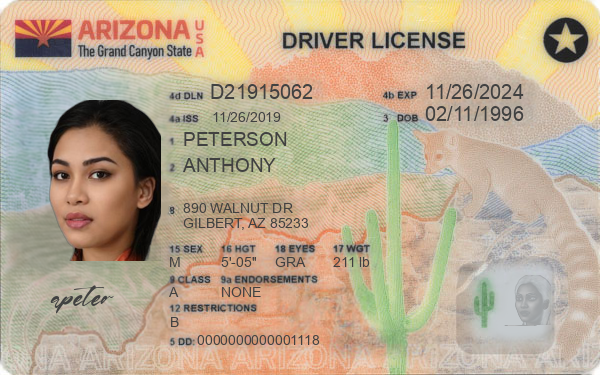 ARIZONA USA
The Grand Canyon State
DRIVER LICENSE
4d DLN D21915062
4b EXP 11/26/2024
4a ISS 11/26/2019
3 DOB 02/11/1996
1 PETERSON
2 ANTHONY
8 890 WALNUT DR
GILBERT, AZ 85233
15 SEX 16 HGT 18 EYES 17 WGT
M 5'-05" GRA 211 lb
9 CLASS 9a ENDORSEMENTS
A NONE
12 RESTRICTIONS
B
apeter
5 DD: 0000000000001118
ARIZONA ARIZONA ARIZONA ARIZONA